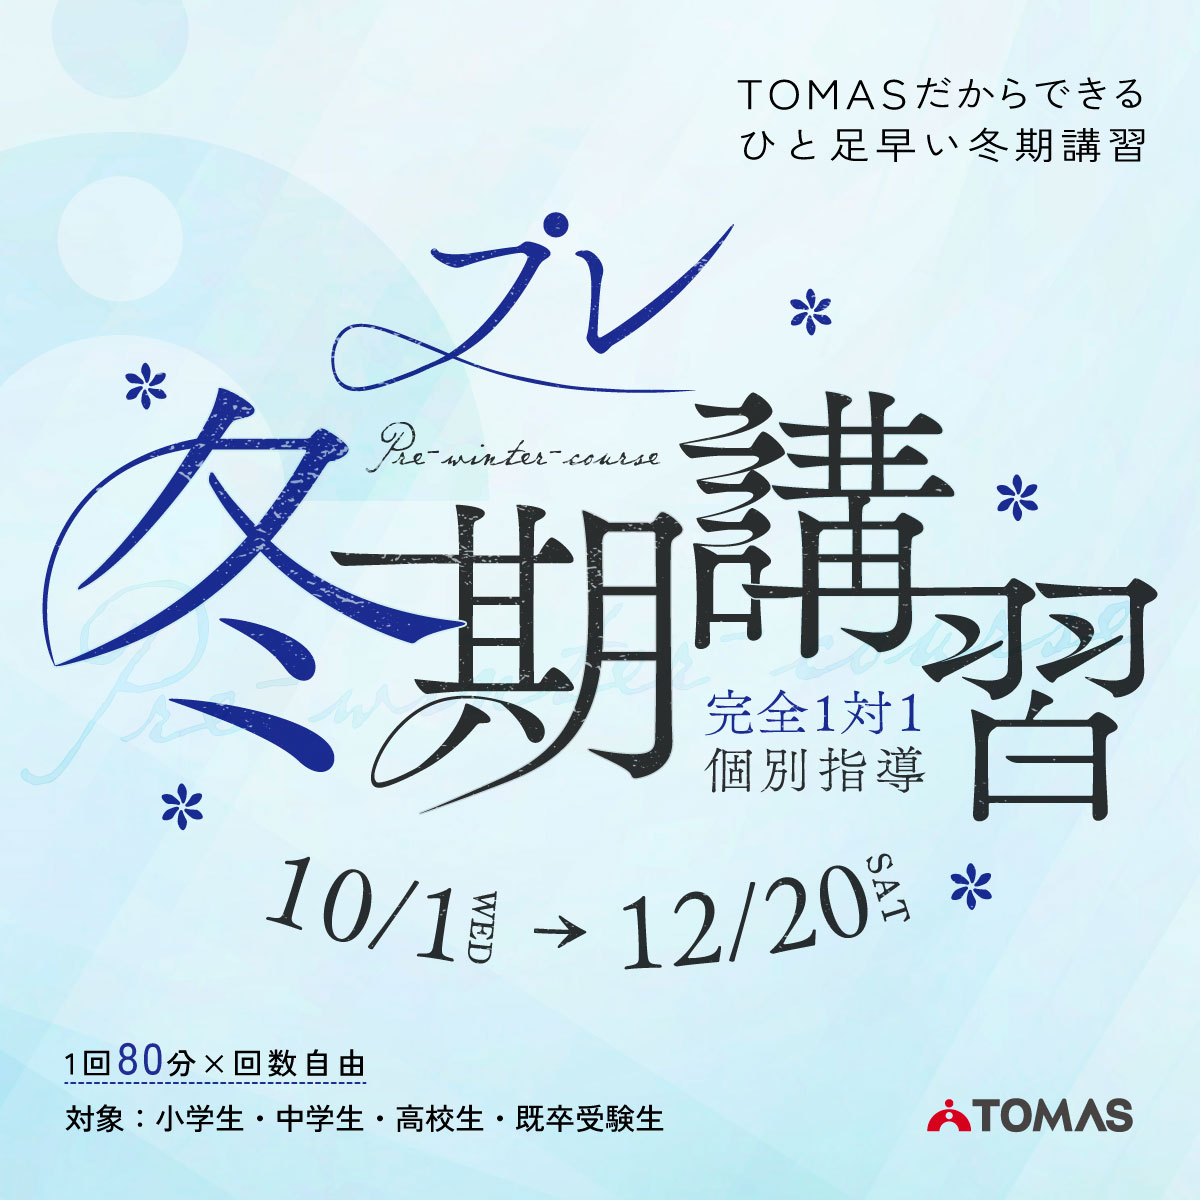 TOMASだからできる
ひと足早い冬期講習
プレ
冬期講習
Pre-winter-course
Pre-winter-course
完全1対1
個別指導
10/1 WED → 12/20 SAT
1回80分×回数自由
対象：小学生・中学生・高校生・既卒受験生
TOMAS